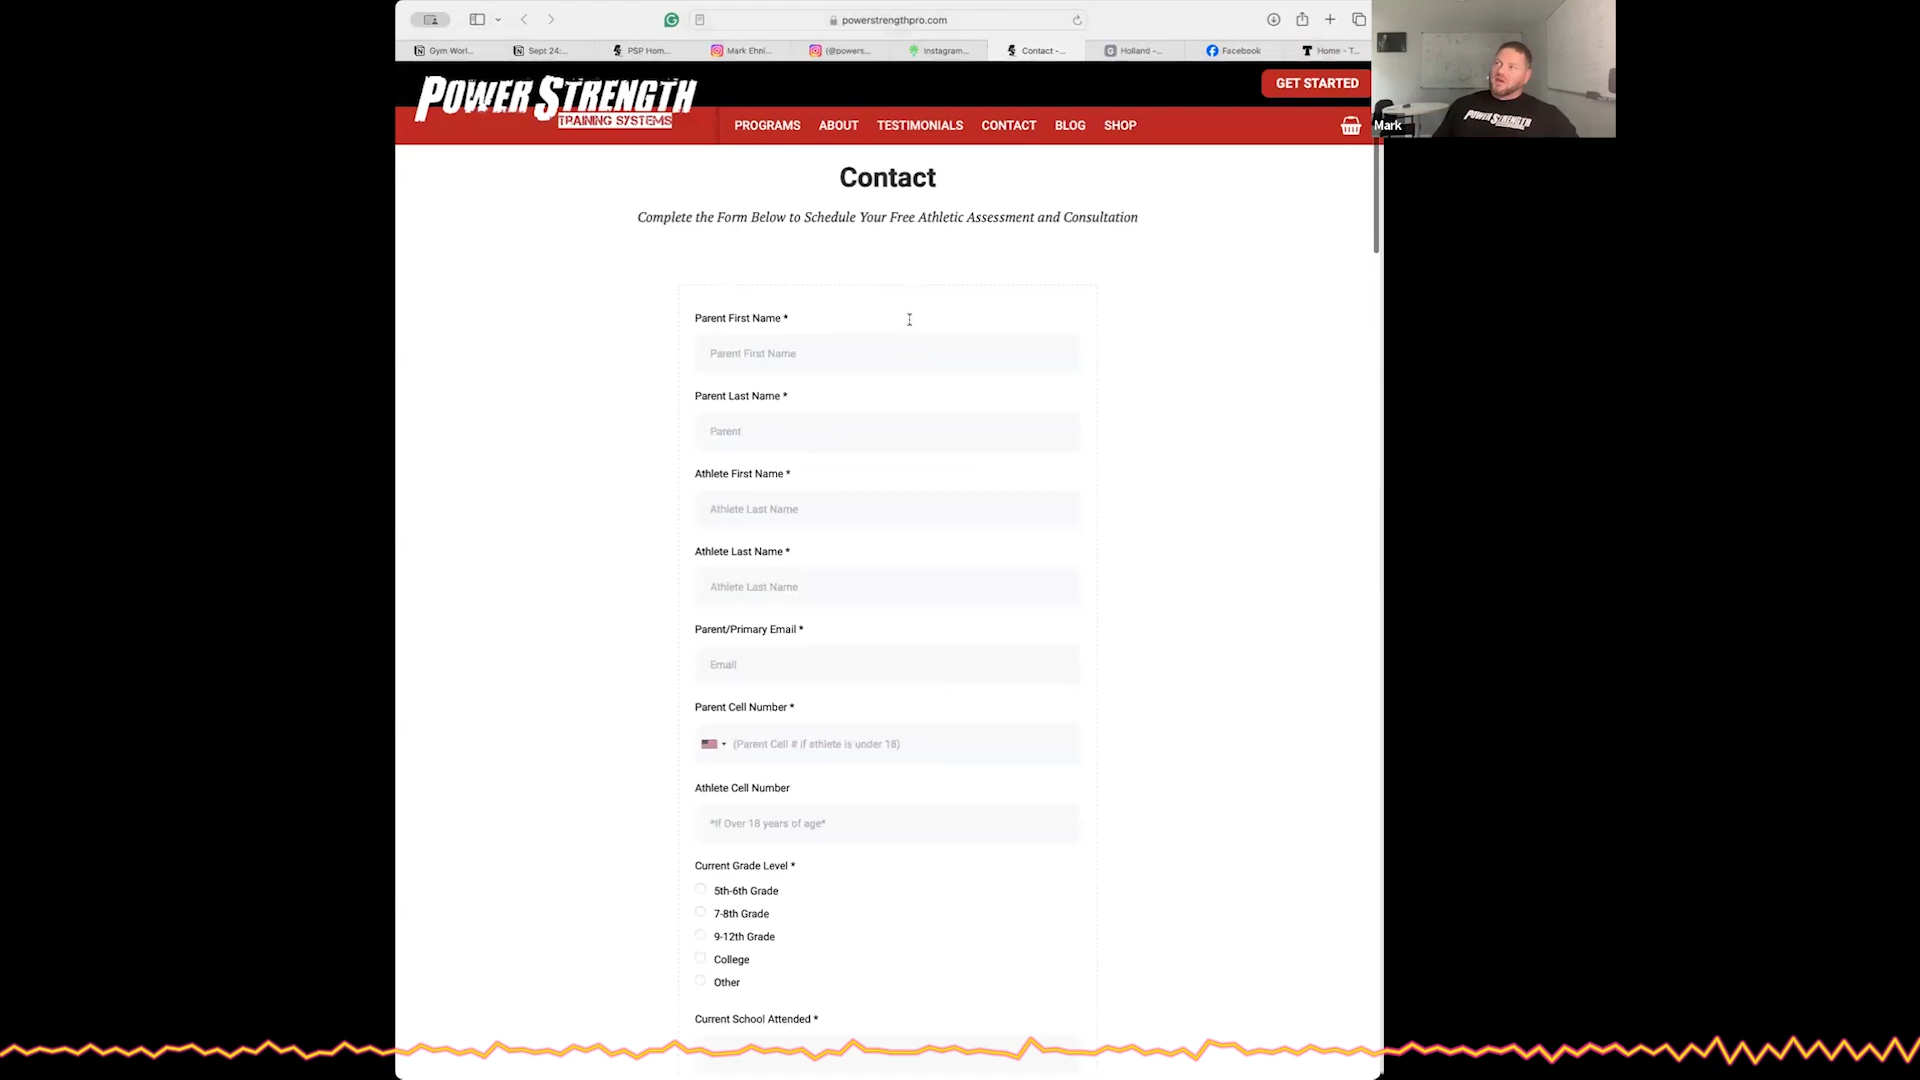 powerstrengthpro.com
Gym Worl...
Sept 24:...
PSP Hom...
Mark Ehni...
(@powers...
Instagram...
Contact -...
Holland -...
Facebook
Home - T...
POWER STRENGTH
TRAINING SYSTEMS
GET STARTED
PROGRAMS
ABOUT
TESTIMONIALS
CONTACT
BLOG
SHOP
Mark
POWER STRENGTH
Contact
Complete the Form Below to Schedule Your Free Athletic Assessment and Consultation
Parent First Name *
Parent First Name
Parent Last Name *
Parent
Athlete First Name *
Athlete Last Name
Athlete Last Name *
Athlete Last Name
Parent/Primary Email *
Email
Parent Cell Number *
(Parent Cell # if athlete is under 18)
Athlete Cell Number
*If Over 18 years of age*
Current Grade Level *
5th-6th Grade
7-8th Grade
9-12th Grade
College
Other
Current School Attended *